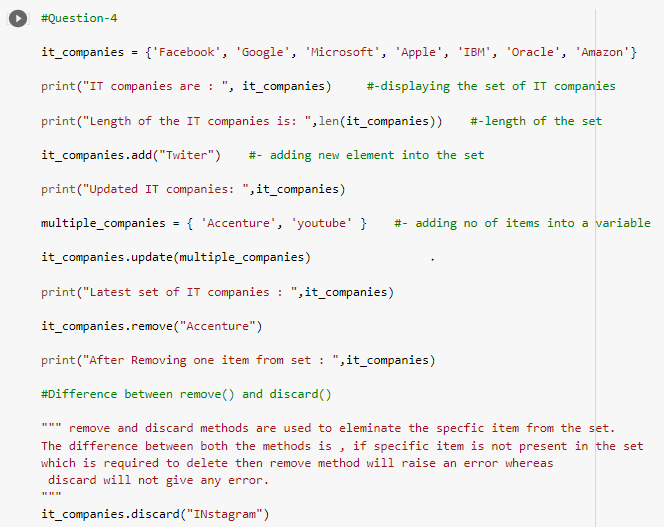 #Question-4
it_companies = {'Facebook', 'Google', 'Microsoft', 'Apple', 'IBM', 'Oracle', 'Amazon'}
print("IT companies are : ", it_companies)     #-displaying the set of IT companies
print("Length of the IT companies is: ",len(it_companies))    #-length of the set
it_companies.add("Twiter")    #- adding new element into the set
print("Updated IT companies: ",it_companies)
multiple_companies = { 'Accenture', 'youtube' }    #- adding no of items into a variable
it_companies.update(multiple_companies)                .
print("Latest set of IT companies : ",it_companies)
it_companies.remove("Accenture")
print("After Removing one item from set : ",it_companies)
#Difference between remove() and discard()
""" remove and discard methods are used to eleminate the specfic item from the set.
The difference between both the methods is , if specific item is not present in the set
which is required to delete then remove method will raise an error whereas
 discard will not give any error.
"""
it_companies.discard("INstagram")